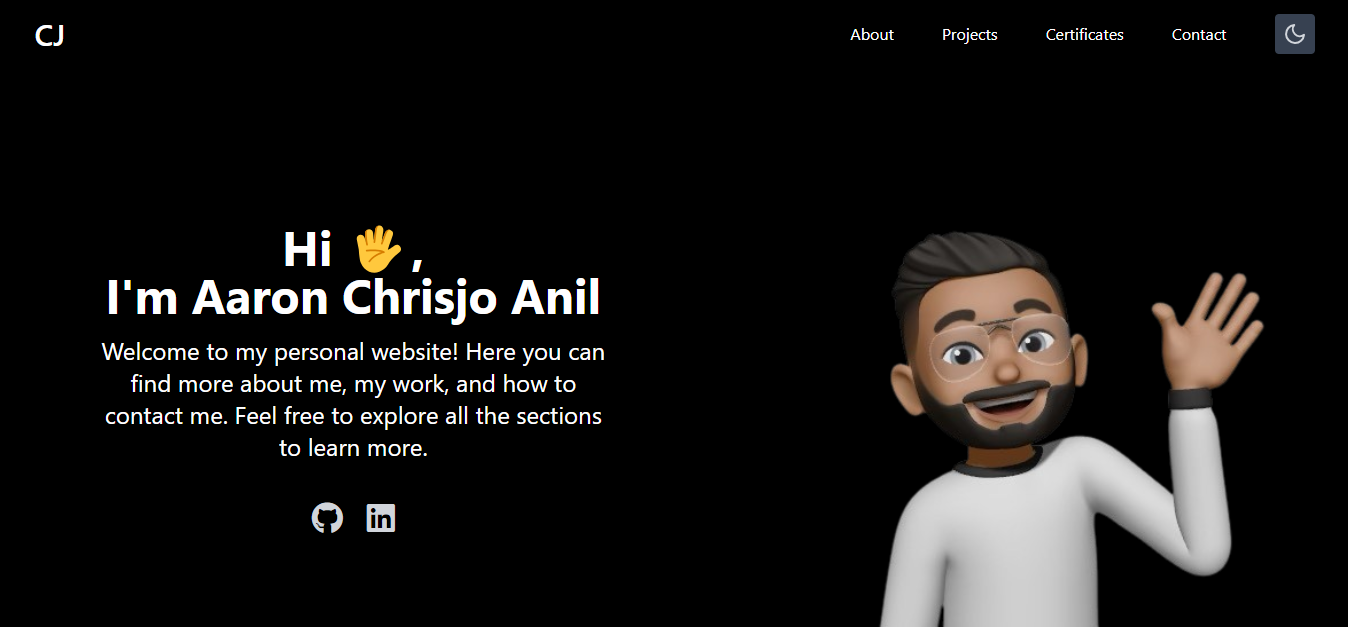 CJ
About
Projects
Certificates
Contact
Hi 🖐,
I'm Aaron Chrisjo Anil
Welcome to my personal website! Here you can
find more about me, my work, and how to
contact me. Feel free to explore all the sections
to learn more.
in